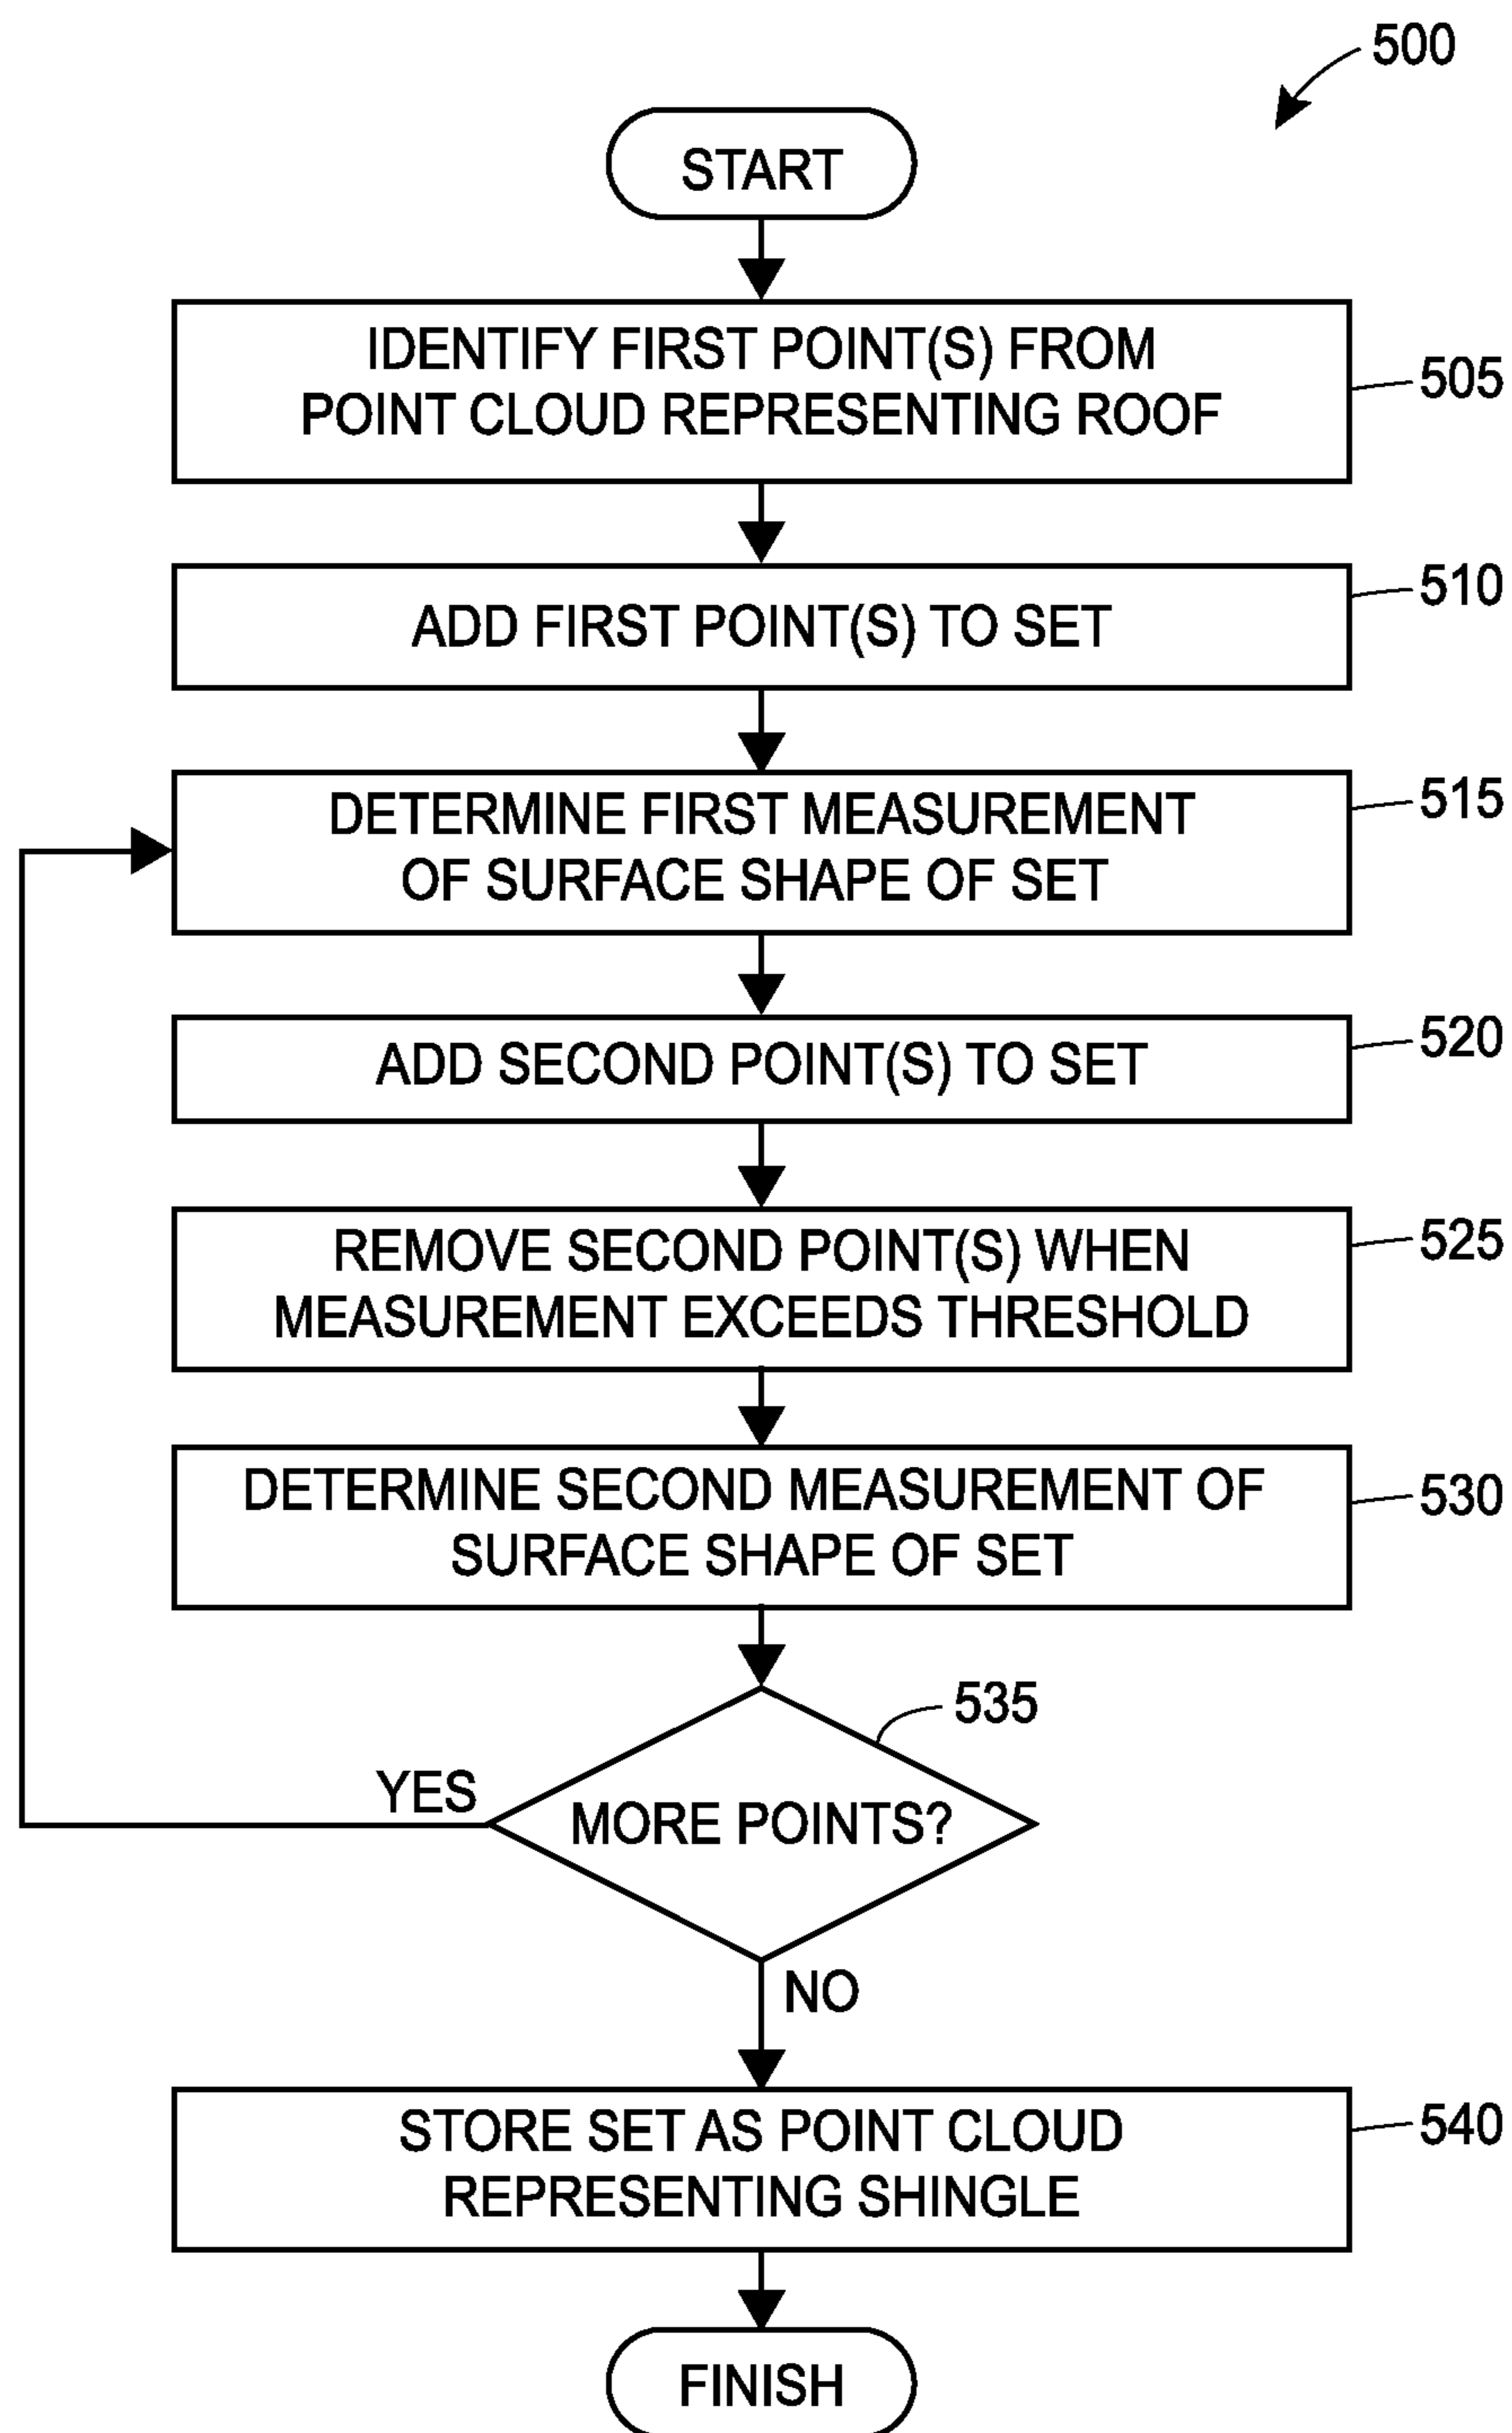 500
START
IDENTIFY FIRST POINT(S) FROM
POINT CLOUD REPRESENTING ROOF
505
ADD FIRST POINT(S) TO SET
510
DETERMINE FIRST MEASUREMENT
OF SURFACE SHAPE OF SET
515
ADD SECOND POINT(S) TO SET
520
REMOVE SECOND POINT(S) WHEN
MEASUREMENT EXCEEDS THRESHOLD
525
DETERMINE SECOND MEASUREMENT OF
SURFACE SHAPE OF SET
530
535
YES
MORE POINTS?
NO
STORE SET AS POINT CLOUD
REPRESENTING SHINGLE
540
FINISH